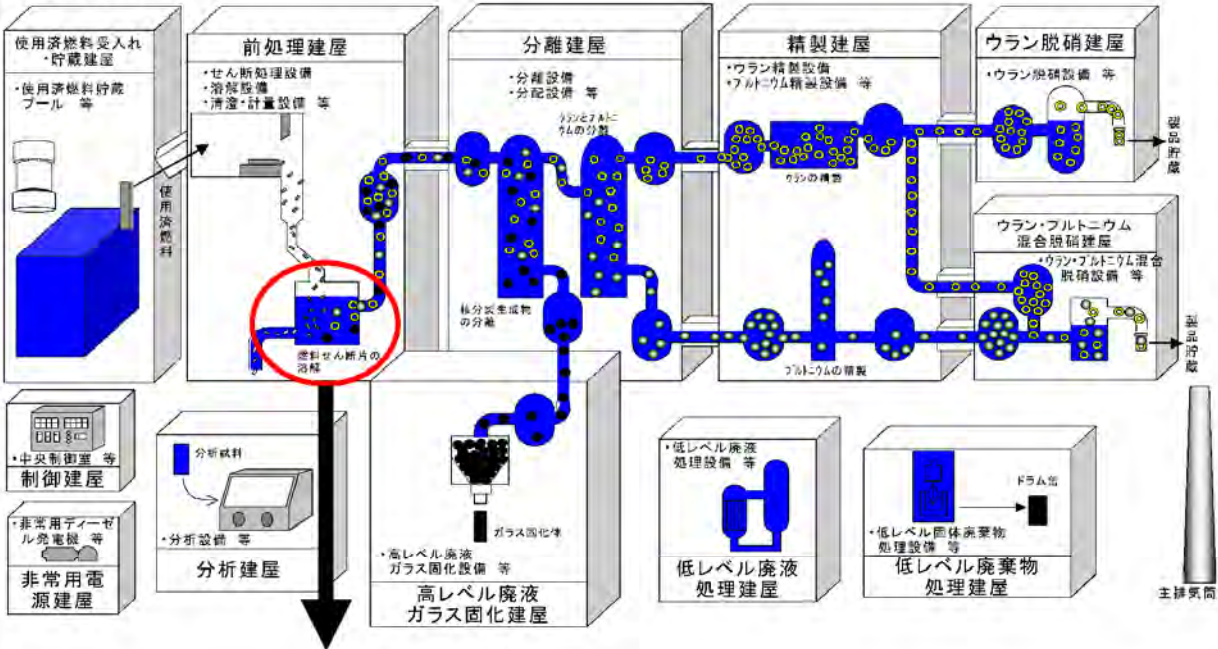 使用済燃料受入れ
・貯蔵建屋
・使用済燃料貯蔵
プール 等
使用済燃料
前処理建屋
・せん断処理設備
・溶解設備
・清澄・計量設備 等
燃料せん断片の
溶解
分離建屋
・分離設備
・分配設備 等
ウランとプルトニ
ウムの分離
核分裂生成物
の分離
精製建屋
・ウラン精製設備
・プルトニウム精製設備 等
ウランの精製
プルトニウムの精製
ウラン脱硝建屋
・ウラン脱硝設備 等
製品貯蔵
ウラン・プルトニウム
混合脱硝建屋
・ウラン・プルトニウム混合
脱硝設備 等
製品貯蔵
・中央制御室 等
制御建屋
・非常用ディーゼ
ル発電機 等
非常用電
源建屋
分析試料
・分析設備 等
分析建屋
ガラス固化体
・高レベル廃液
ガラス固化設備 等
高レベル廃液
ガラス固化建屋
・低レベル廃液
処理設備 等
低レベル廃液
処理建屋
ドラム缶
・低レベル固体廃棄物
処理設備 等
低レベル廃棄物
処理建屋
主排気筒